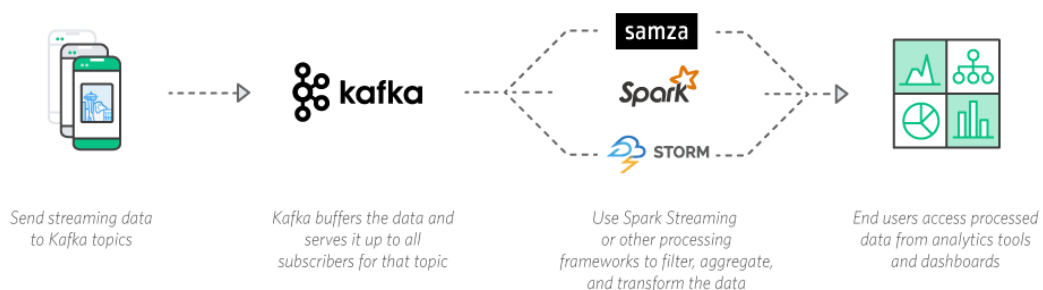 samza
kafka
Spark
STORM
Send streaming data
to Kafka topics
Kafka buffers the data and
serves it up to all
subscribers for that topic
Use Spark Streaming
or other processing
frameworks to filter, aggregate,
and transform the data
End users access processed
data from analytics tools
and dashboards